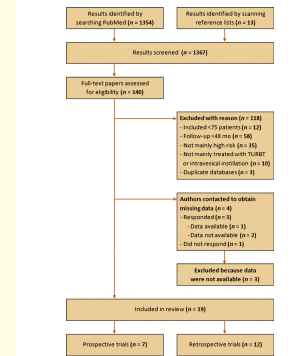 Results identified by
searching PubMed (n = 1354)
Results identified by scanning
reference lists (n = 13)
Results screened (n = 1367)
Full-text papers assessed
for eligibility (n = 140)
Excluded with reason (n = 118)
- Included <75 patients (n = 12)
- Follow-up <48 mo (n = 58)
- Not mainly high risk (n = 35)
- Not mainly treated with TURBT
or intravesical instillation (n = 10)
- Duplicate databases (n = 3)
Authors contacted to obtain
missing data (n = 4)
- Responded (n = 3)
- Data available (n = 1)
- Data not available (n = 2)
- Did not respond (n = 1)
Excluded because data
were not available (n = 3)
Included in review (n = 19)
Prospective trials (n = 7)
Retrospective trials (n = 12)